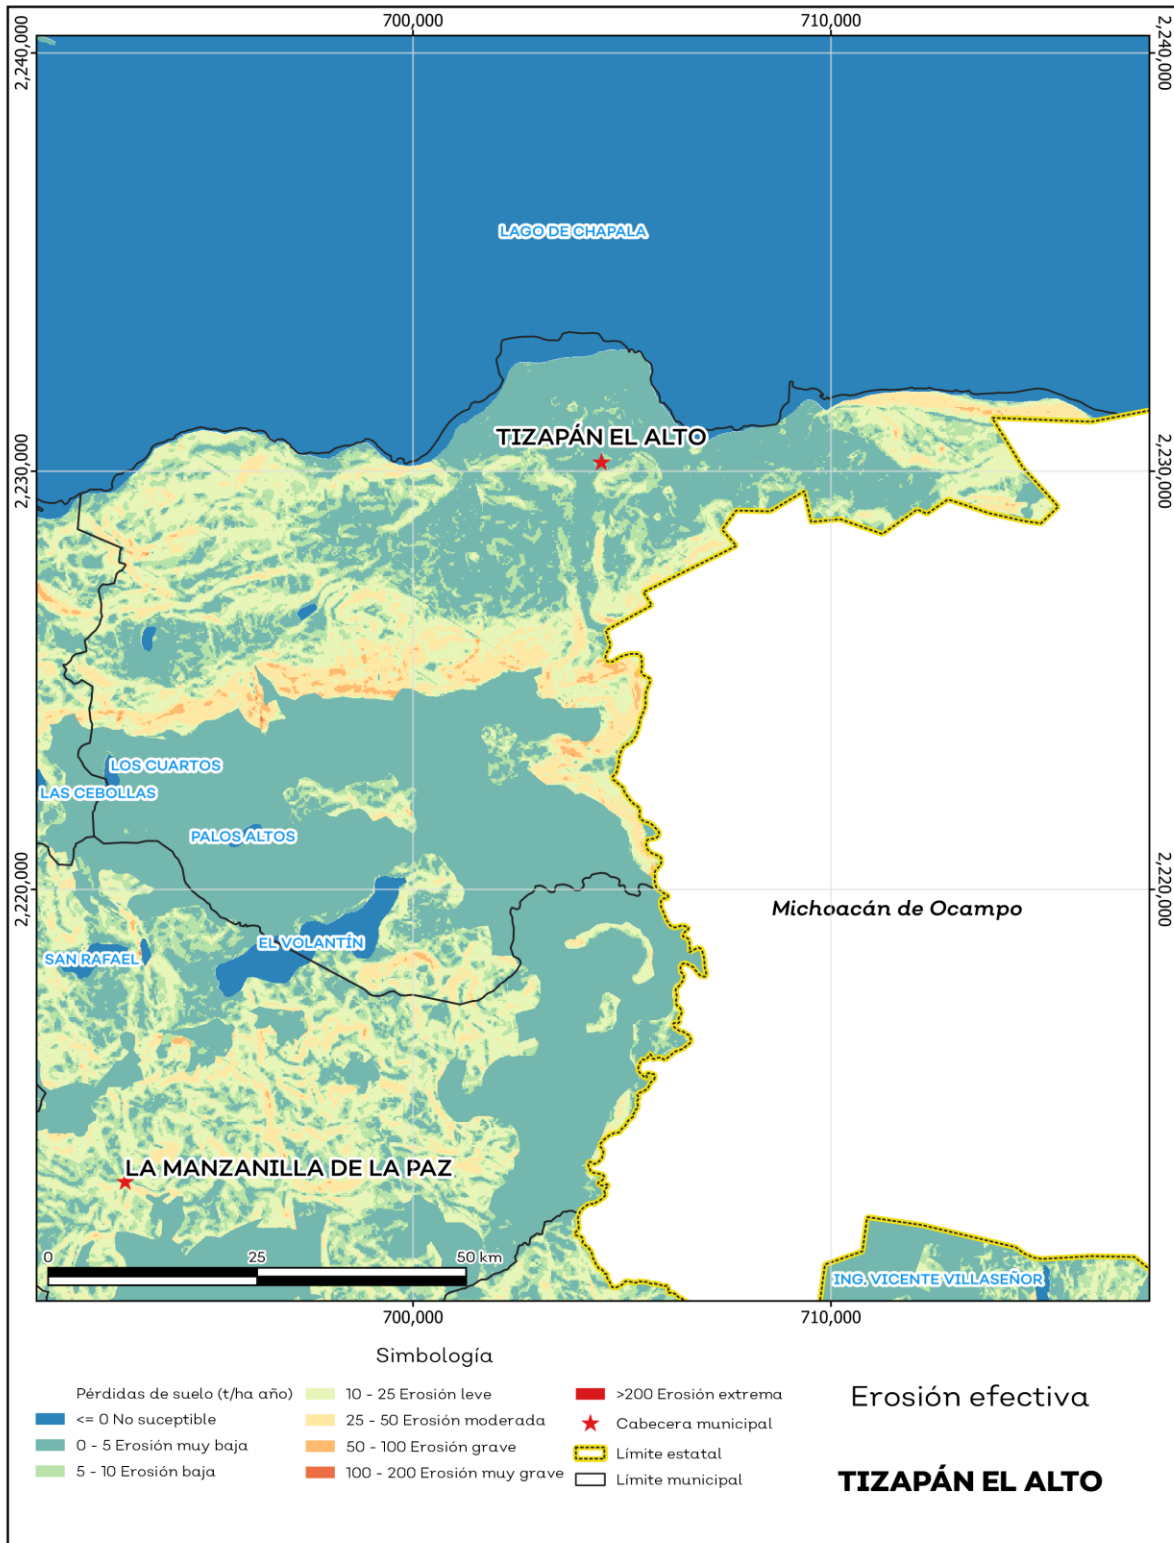 700,000
710,000
2,240,000
2,240,000
LAGO DE CHAPALA
TIZAPÁN EL ALTO
2,230,000
2,230,000
LOS CUARTOS
LAS CEBOLLAS
PALOS ALTOS
2,220,000
2,220,000
Michoacán de Ocampo
EL VOLANTÍN
SAN RAFAEL
LA MANZANILLA DE LA PAZ
0
25
50 km
ING. VICENTE VILLASEÑOR
700,000
710,000
Simbología
Pérdidas de suelo (t/ha año)
<= 0 No suceptible
0 - 5 Erosión muy baja
5 - 10 Erosión baja
10 - 25 Erosión leve
25 - 50 Erosión moderada
50 - 100 Erosión grave
100 - 200 Erosión muy grave
>200 Erosión extrema
Cabecera municipal
Límite estatal
Límite municipal
Erosión efectiva
TIZAPÁN EL ALTO